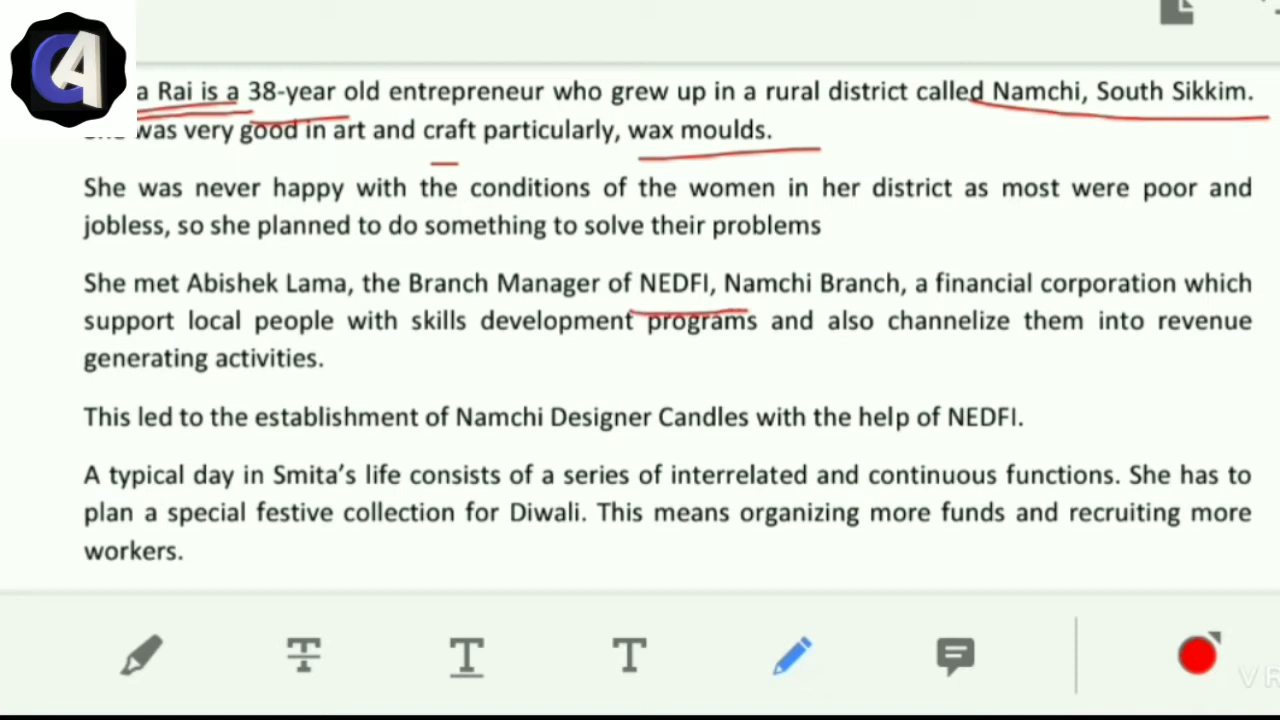 CA
a Rai is a 38-year old entrepreneur who grew up in a rural district called Namchi, South Sikkim.
was very good in art and craft particularly, wax moulds.
She was never happy with the conditions of the women in her district as most were poor and
jobless, so she planned to do something to solve their problems
She met Abishek Lama, the Branch Manager of NEDFI, Namchi Branch, a financial corporation which
support local people with skills development programs and also channelize them into revenue
generating activities.
This led to the establishment of Namchi Designer Candles with the help of NEDFI.
A typical day in Smita's life consists of a series of interrelated and continuous functions. She has to
plan a special festive collection for Diwali. This means organizing more funds and recruiting more
workers.
T T T
VR